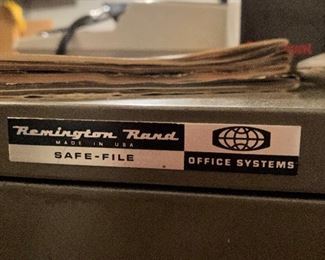 Remington Rand
MADE IN USA
SAFE-FILE
OFFICE SYSTEMS